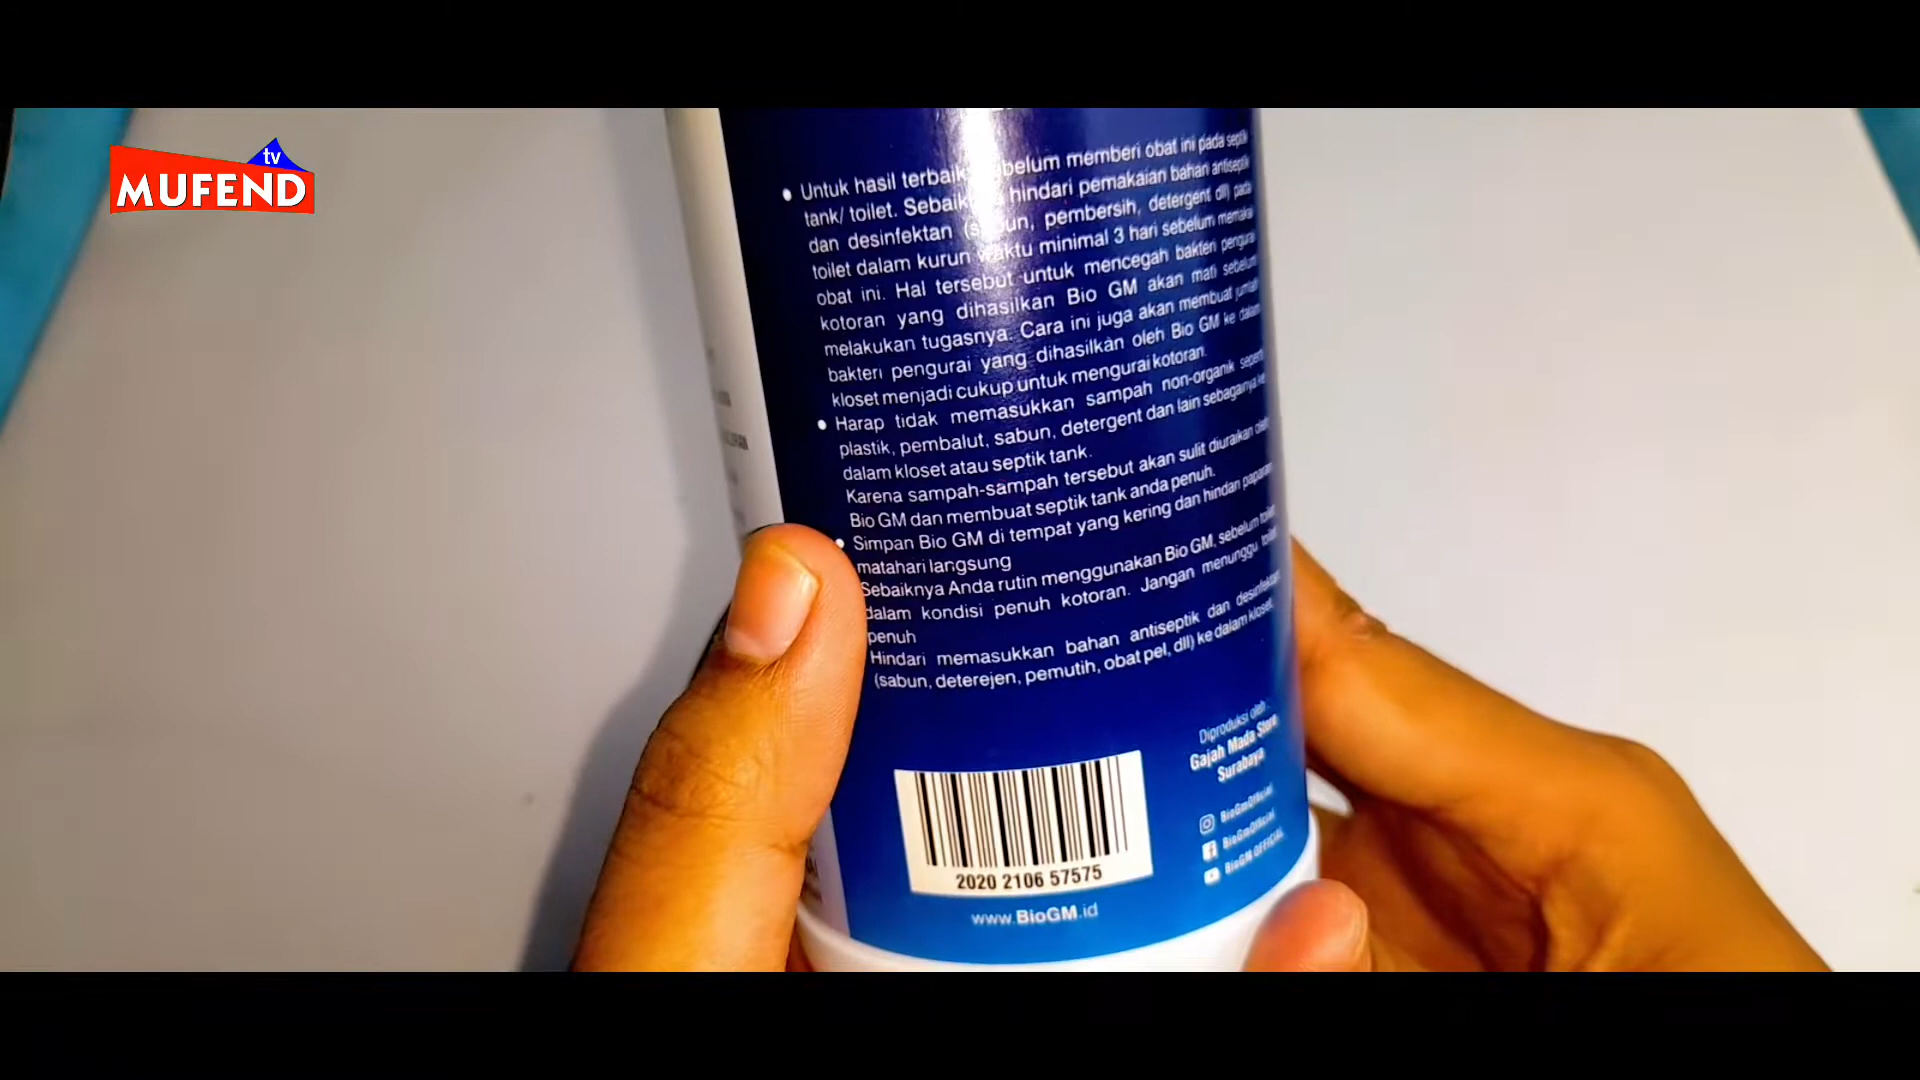 tv
MUFEND
• Untuk hasil terbaik belum memberi obat ini pada septik
tank/ toilet. Sebaik hindari pemakaian bahan antiseptik
dan desinfektan (sabun, pembersih, detergent dll) pada
toilet dalam kurun waktu minimal 3 hari sebelum memakai
obat ini. Hal tersebut untuk mencegah bakteri pengurai
kotoran yang dihasilkan Bio GM akan mati sebelum
melakukan tugasnya. Cara ini juga akan membuat jumlah
bakteri pengurai yang dihasilkan oleh Bio GM ke dalam
kloset menjadi cukup untuk mengurai kotoran.
• Harap tidak memasukkan sampah non-organik seperti
plastik, pembalut, sabun, detergent dan lain sebagainya ke
dalam kloset atau septik tank.
Karena sampah-sampah tersebut akan sulit diuraikan oleh
Bio GM dan membuat septik tank anda penuh.
• Simpan Bio GM di tempat yang kering dan hindari paparan
matahari langsung
Sebaiknya Anda rutin menggunakan Bio GM, sebelum toilet
dalam kondisi penuh kotoran. Jangan menunggu toilet
penuh
Hindari memasukkan bahan antiseptik dan desinfektan
(sabun, deterejen, pemutih, obat pel, dll) ke dalam kloset
Diproduksi oleh :
Gajah Mada Store
Surabaya
BioGmOfficial
BioGmOfficial
BioGM OFFICIAL
2020 2106 57575
www.BioGM.id